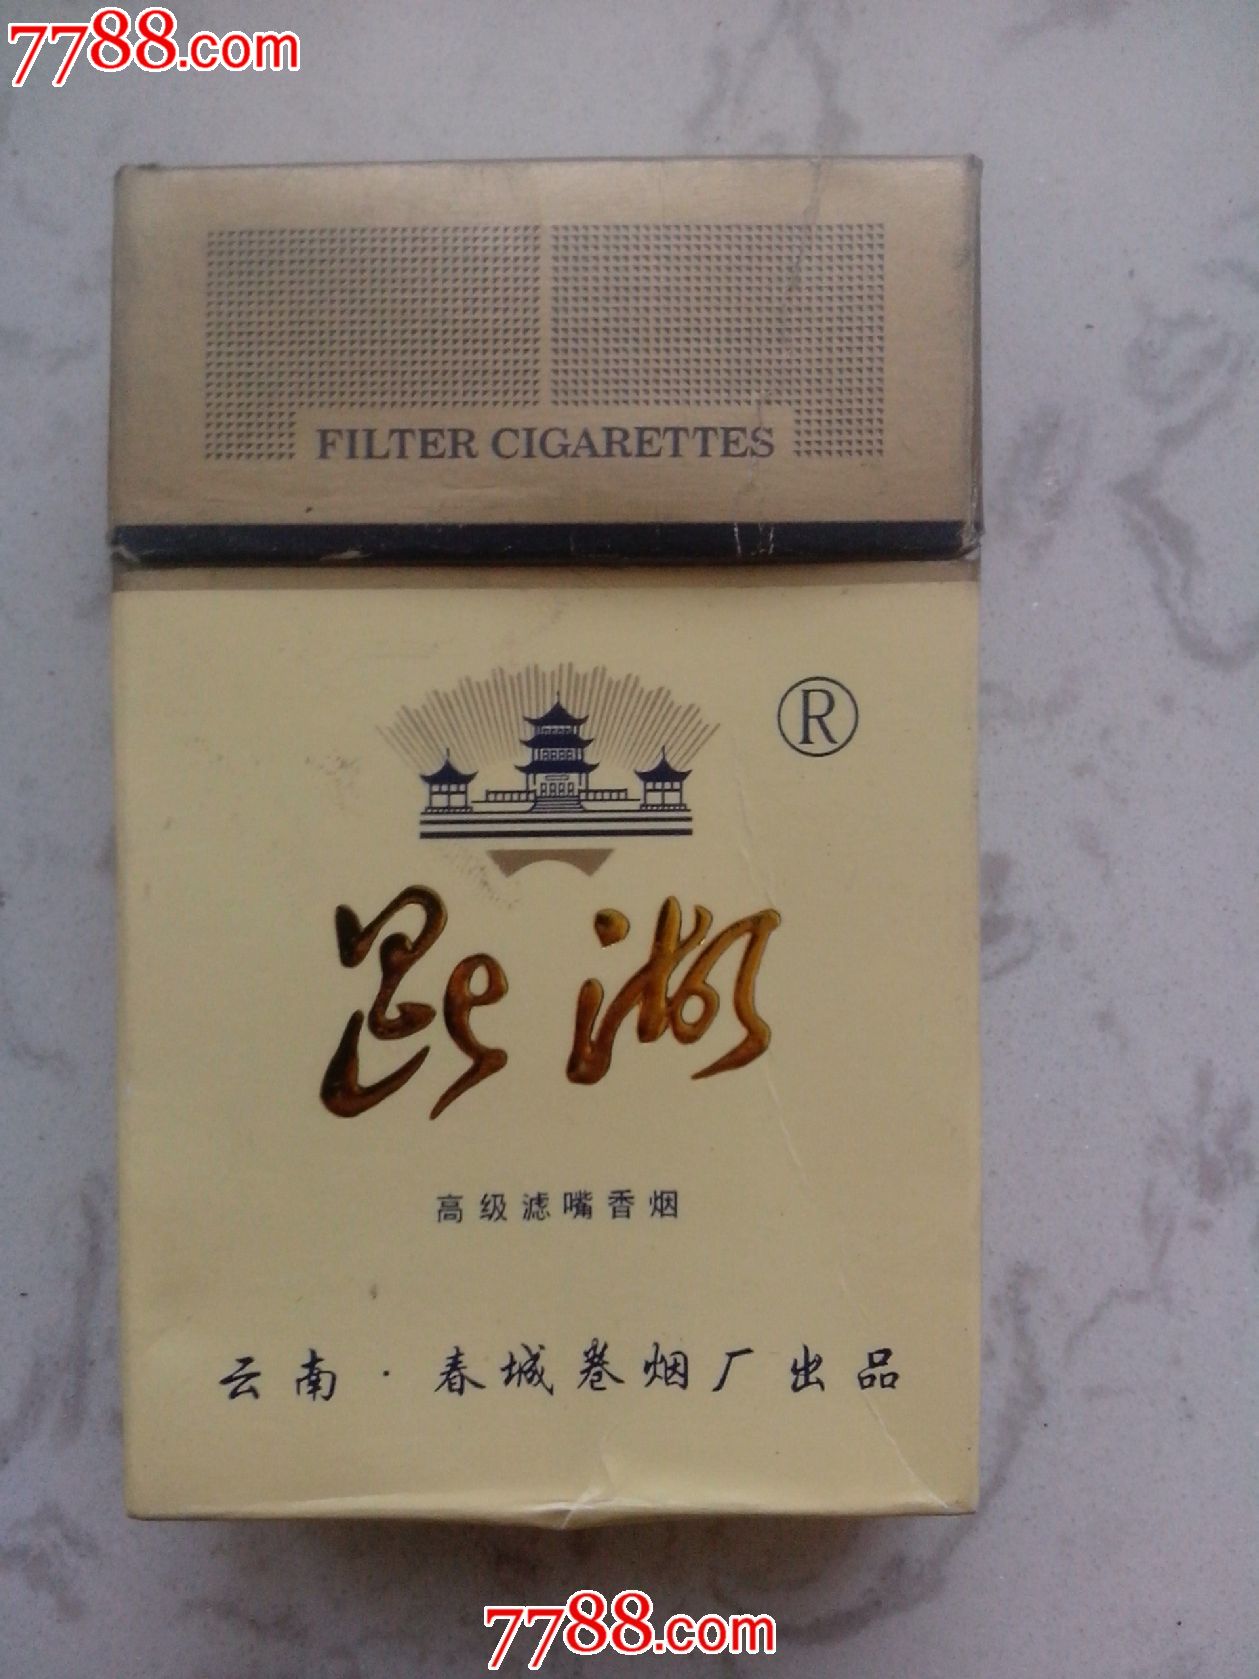 7788.com
FILTER CIGARETTES
®
昆湖
高级滤嘴香烟
云南·春城卷烟厂出品
7788.com